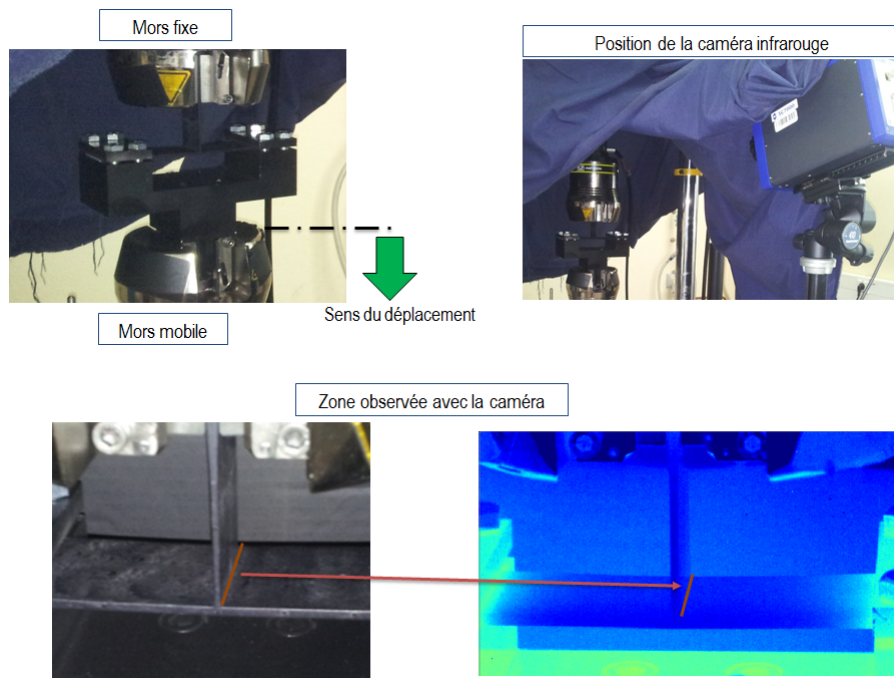 Mors fixe
Position de la caméra infrarouge
Sens du déplacement
Mors mobile
Zone observée avec la caméra